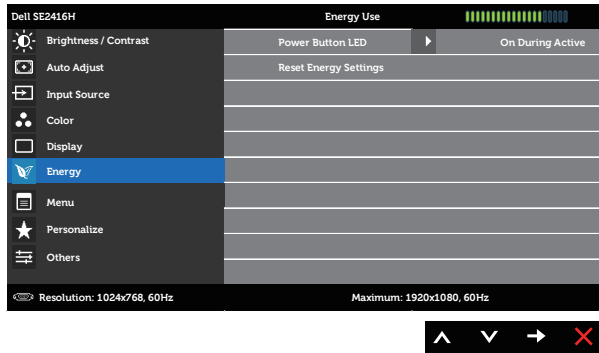 Dell SE2416H Energy Use
Brightness / Contrast Power Button LED On During Active
Auto Adjust Reset Energy Settings
Input Source
Color
Display
Energy
Menu
Personalize
Others
Resolution: 1024x768, 60Hz Maximum: 1920x1080, 60Hz